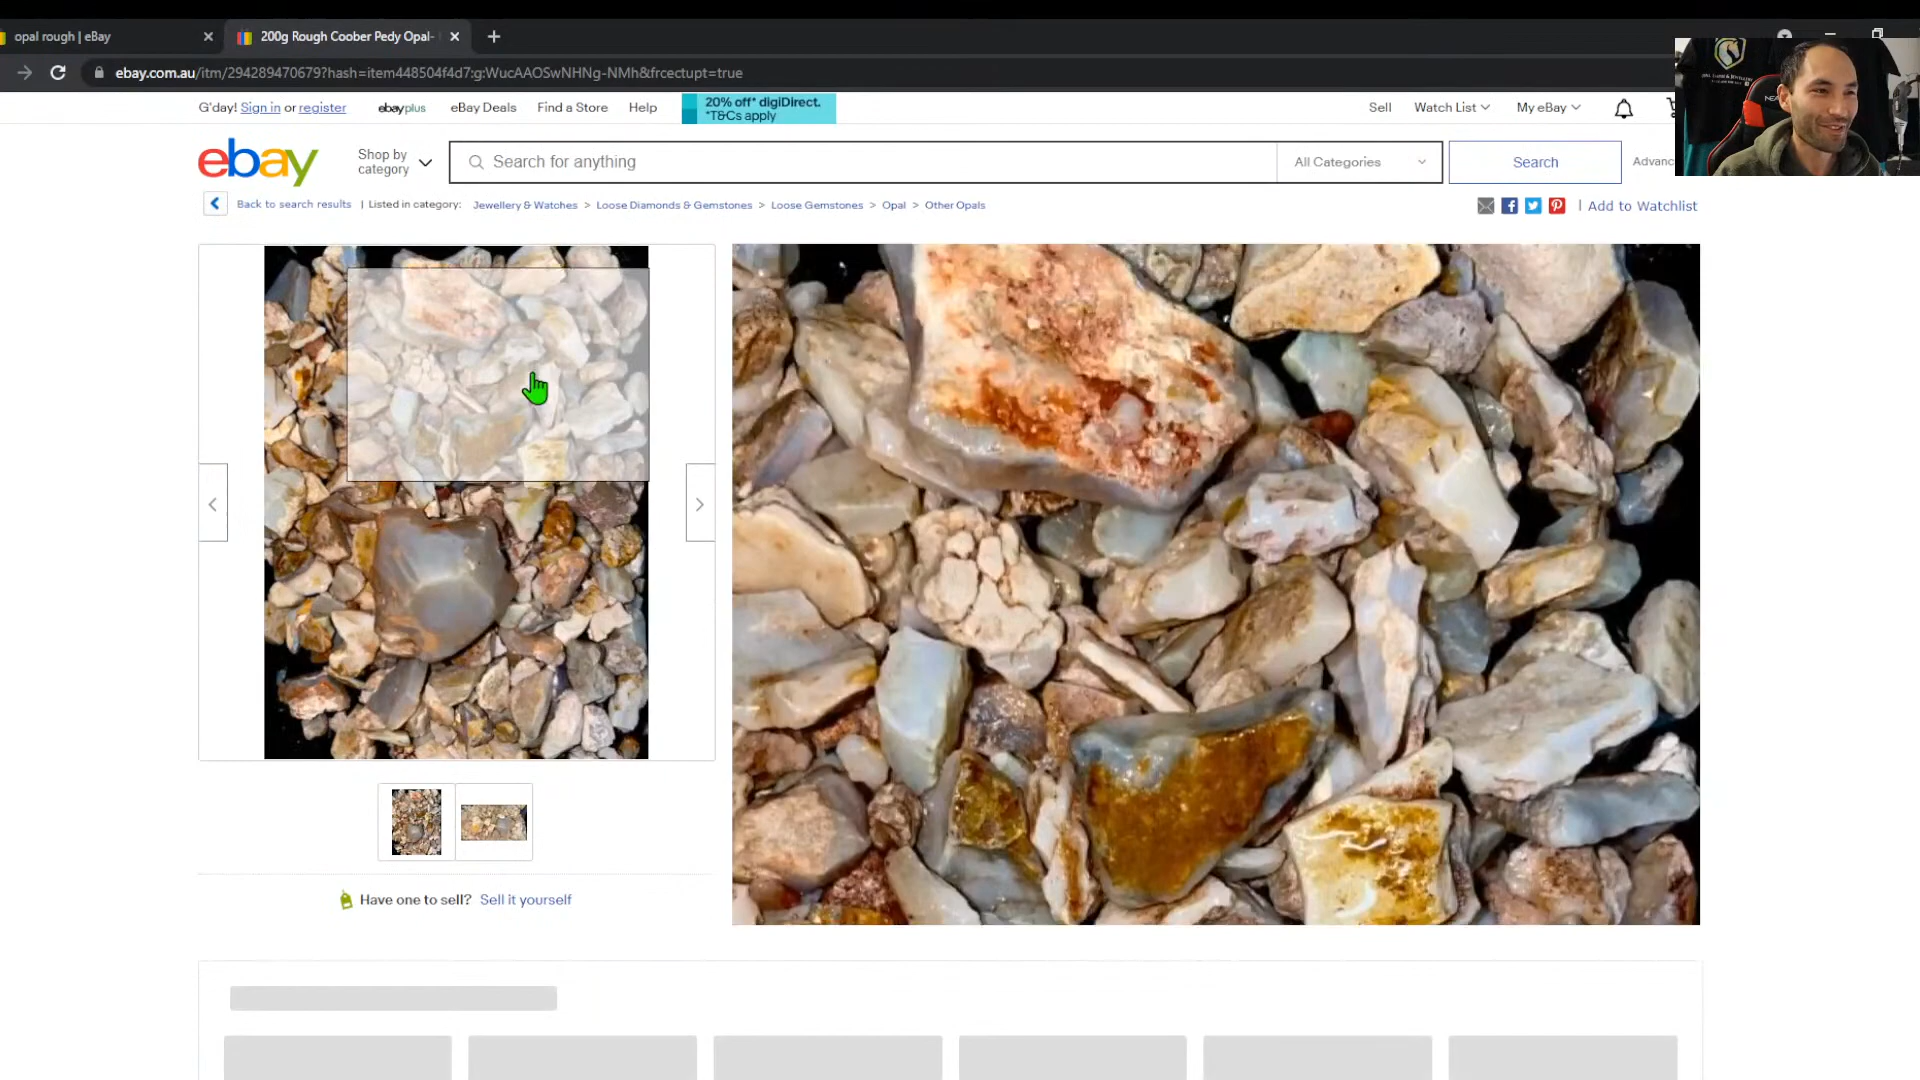 opal rough | eBay
200g Rough Coober Pedy Opal-
ebay.com.au/itm/294289470679?hash=item448504f4d7:g:WucAAOSwNHNg-NMh&frcectupt=true
G'day! Sign in or register
ebayplus
eBay Deals
Find a Store
Help
20% off* digiDirect.
*T&Cs apply
Sell
Watch List
My eBay
ebay
Shop by
category
Search for anything
All Categories
Search
Advanc
Back to search results
| Listed in category:
Jewellery & Watches > Loose Diamonds & Gemstones > Loose Gemstones > Opal > Other Opals
| Add to Watchlist
Have one to sell? Sell it yourself